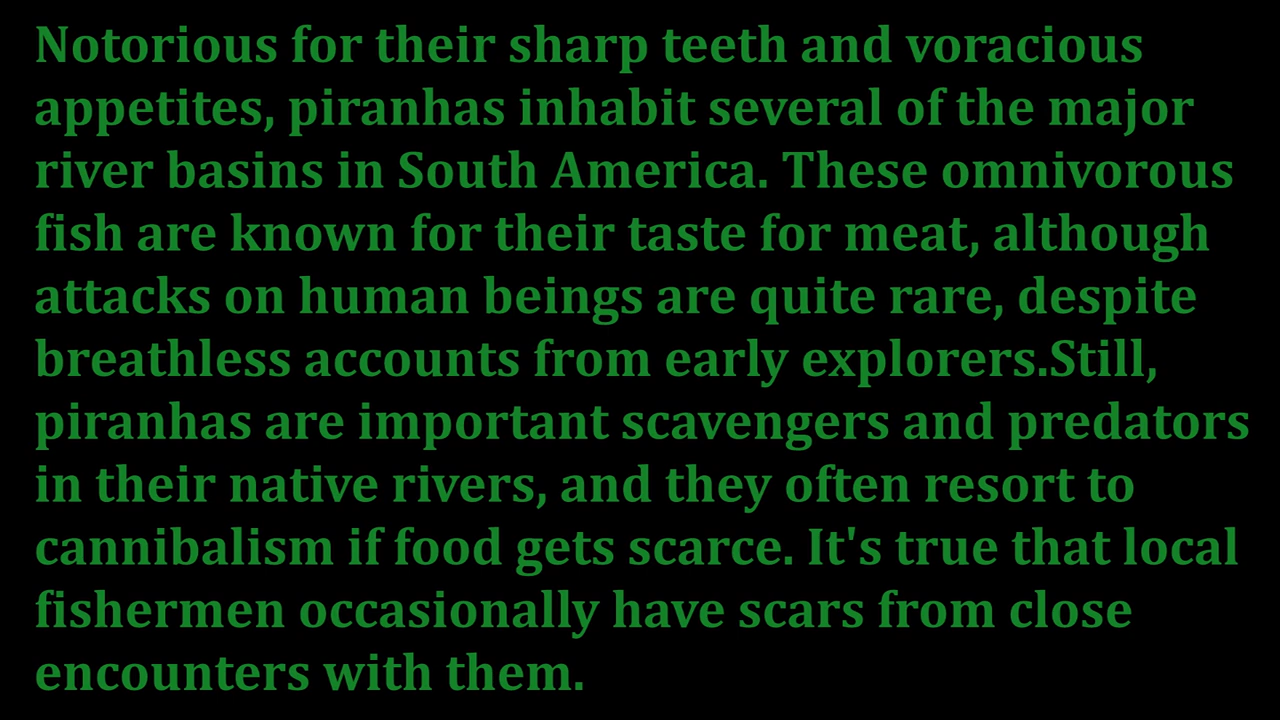 Notorious for their sharp teeth and voracious
appetites, piranhas inhabit several of the major
river basins in South America. These omnivorous
fish are known for their taste for meat, although
attacks on human beings are quite rare, despite
breathless accounts from early explorers.Still,
piranhas are important scavengers and predators
in their native rivers, and they often resort to
cannibalism if food gets scarce. It's true that local
fishermen occasionally have scars from close
encounters with them.